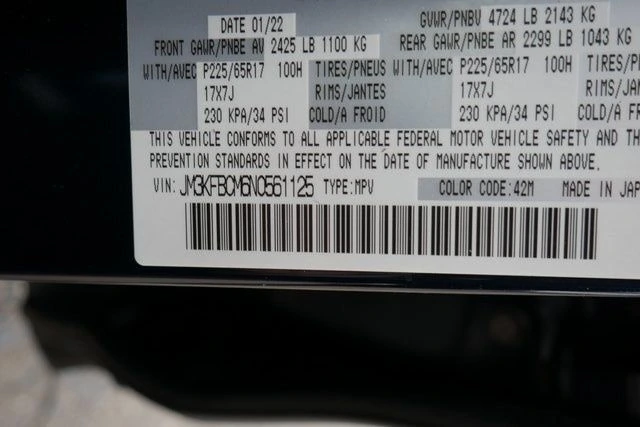 DATE 01/22 GVWR/PNBV 4724 LB 2143 KG
FRONT GAWR/PNBE AV 2425 LB 1100 KG REAR GAWR/PNBE AR 2299 LB 1043 KG
WITH/AVEC P225/65R17 100H TIRES/PNEUS WITH/AVEC P225/65R17 100H TIRES/P
17X7J RIMS/JANTES 17X7J RIMS/J
230 KPA/34 PSI COLD/A FROID 230 KPA/34 PSI COLD/A F
THIS VEHICLE CONFORMS TO ALL APPLICABLE FEDERAL MOTOR VEHICLE SAFETY AND TH
PREVENTION STANDARDS IN EFFECT ON THE DATE OF MANUFACTURE SHOWN ABOVE.
VIN: JM3KFBCM6N0561125 TYPE:MPV COLOR CODE:42M MADE IN JAP